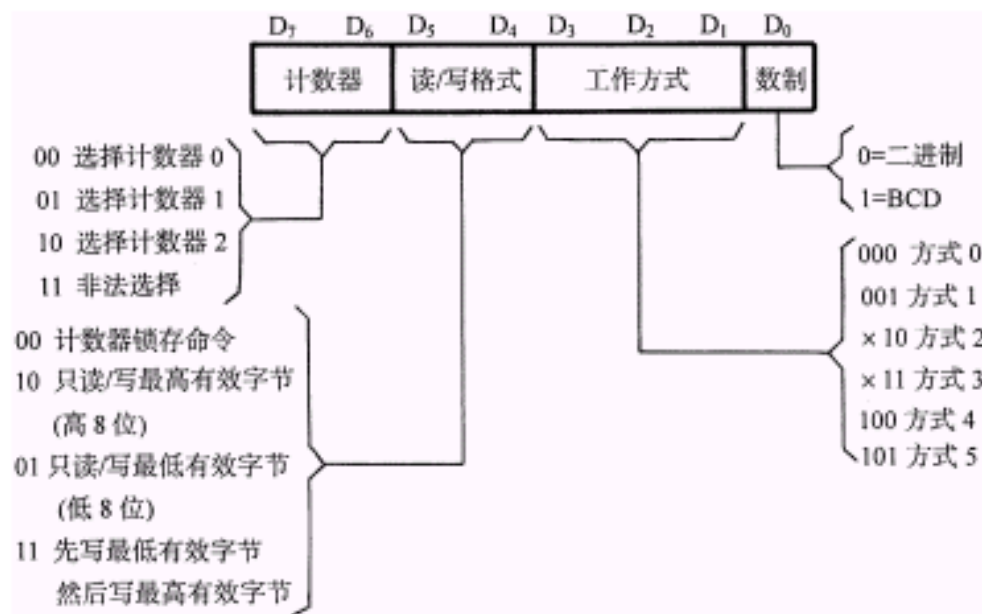 D7 D6 D5 D4 D3 D2 D1 D0
计数器 读/写格式 工作方式 数制
00 选择计数器 0
01 选择计数器 1
10 选择计数器 2
11 非法选择
0=二进制
1=BCD
00 计数器锁存命令
10 只读/写最高有效字节
(高 8 位)
01 只读/写最低有效字节
(低 8 位)
11 先写最低有效字节
然后写最高有效字节
000 方式 0
001 方式 1
×10 方式 2
×11 方式 3
100 方式 4
101 方式 5